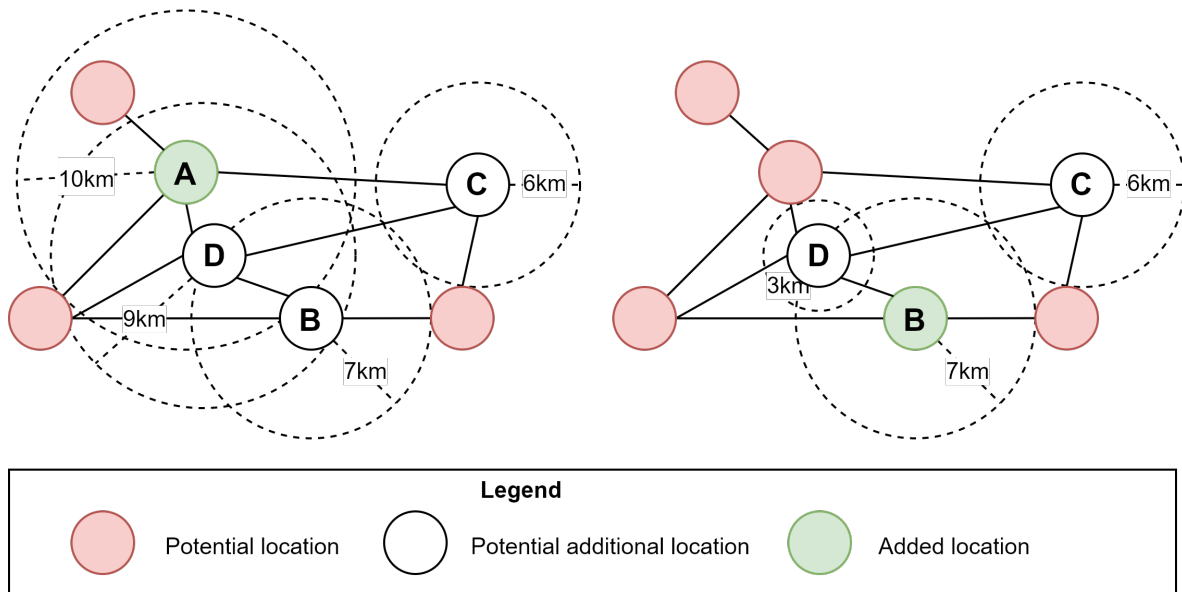 A
10km
C
6km
D
9km
B
7km
C
6km
D
3km
B
7km
Legend
Potential location
Potential additional location
Added location